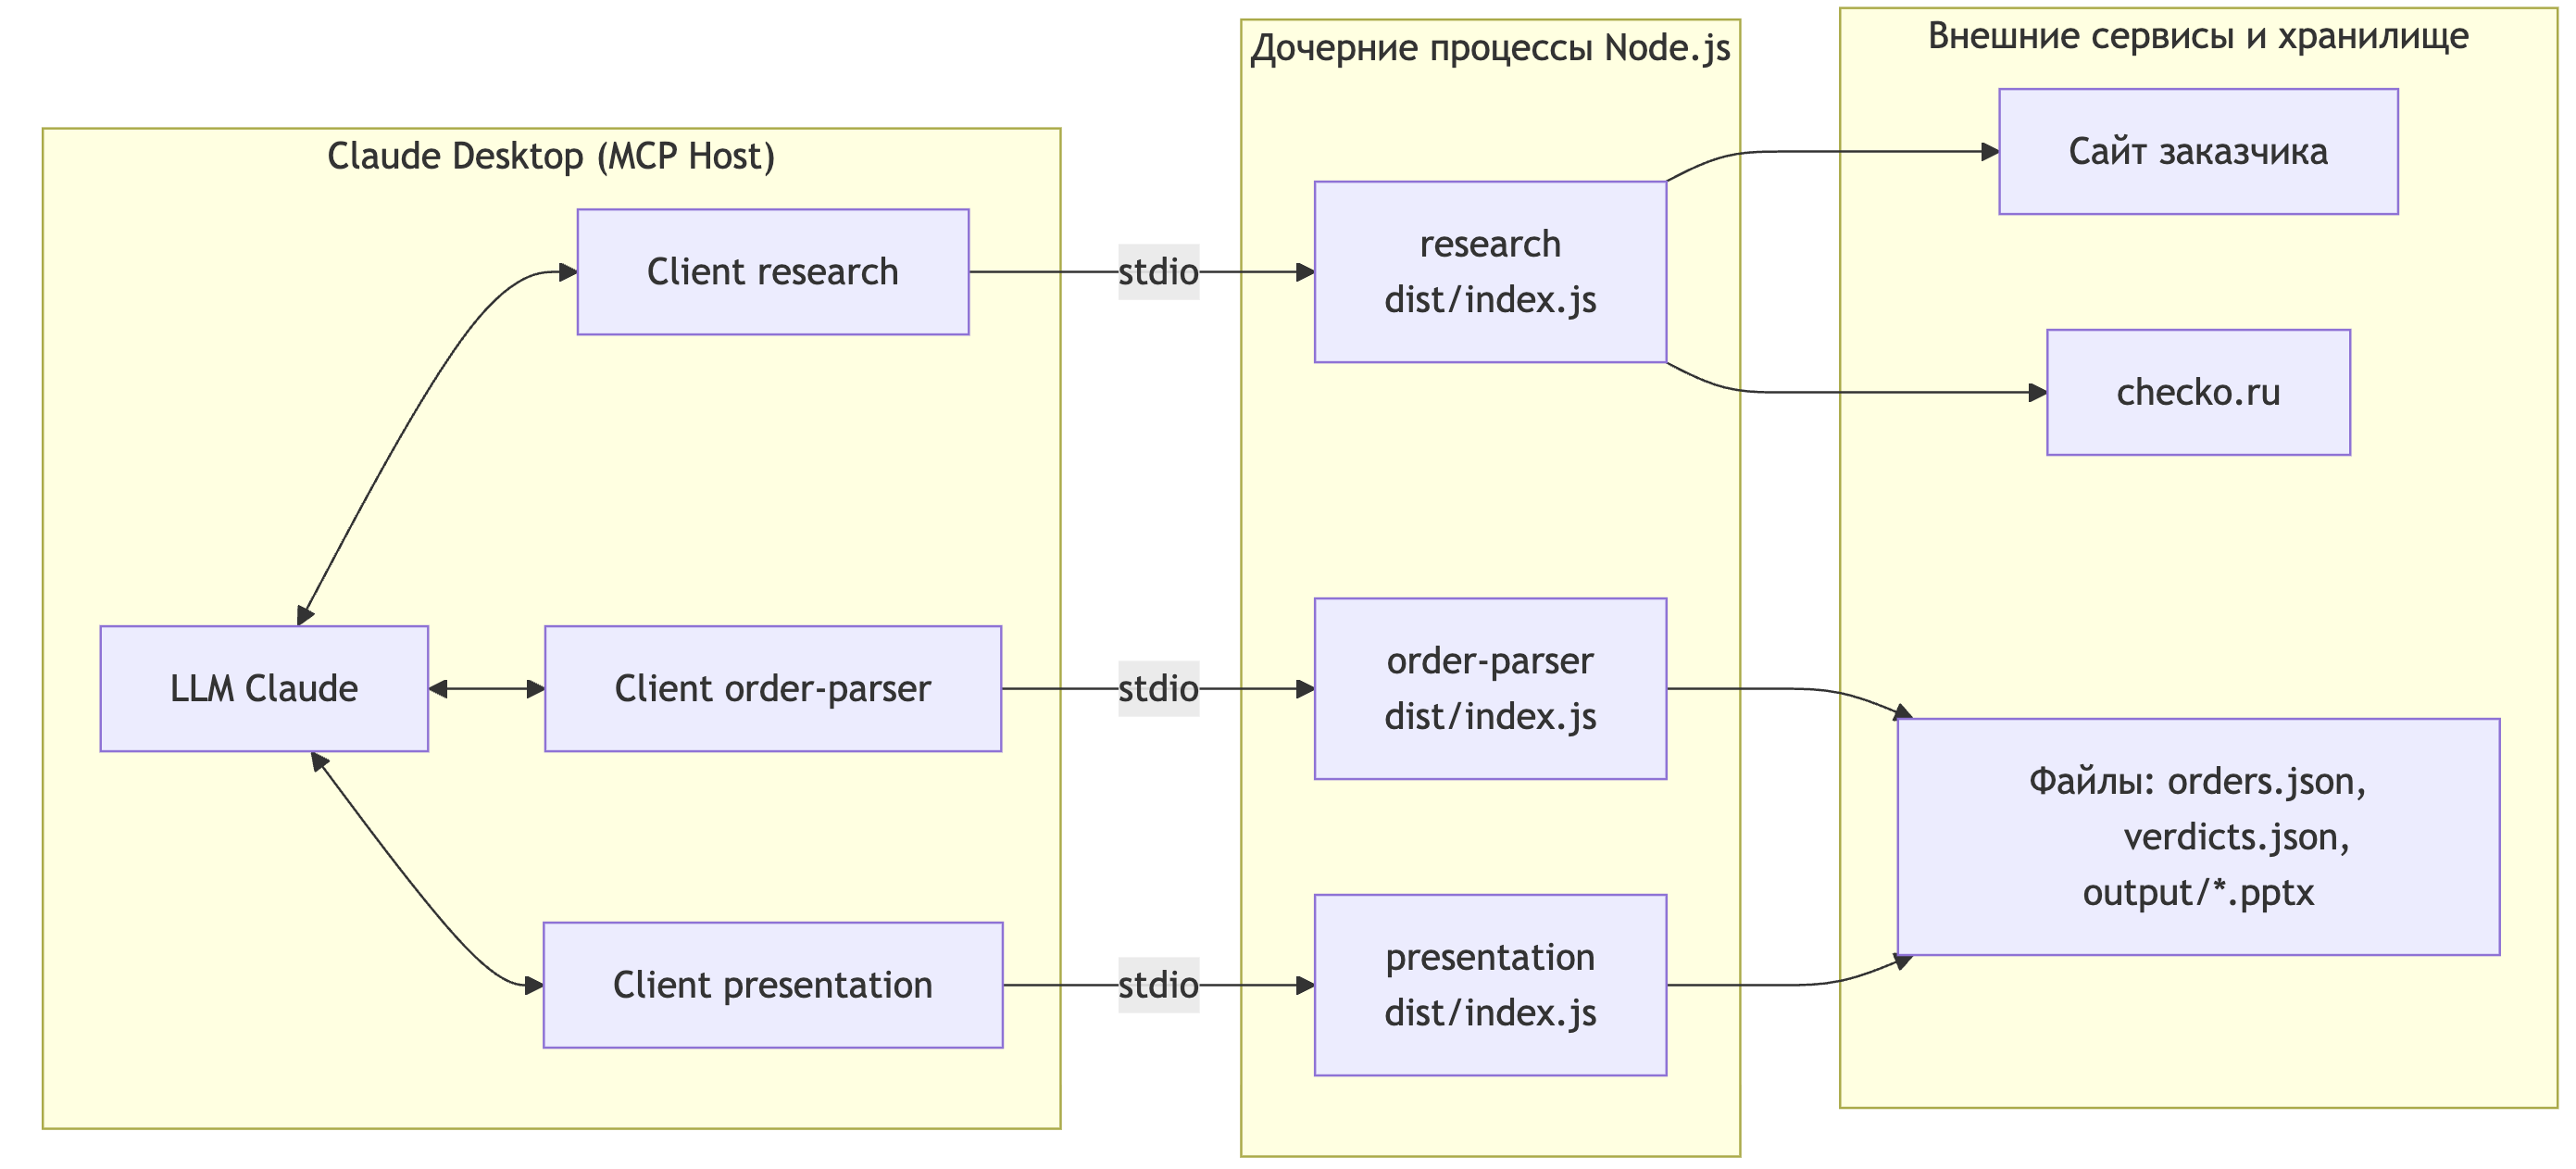 Claude Desktop (MCP Host)
Client research
LLM Claude
Client order-parser
Client presentation
stdio
stdio
stdio
Дочерние процессы Node.js
research
dist/index.js
order-parser
dist/index.js
presentation
dist/index.js
Внешние сервисы и хранилище
Сайт заказчика
checko.ru
Файлы: orders.json,
verdicts.json,
output/*.pptx